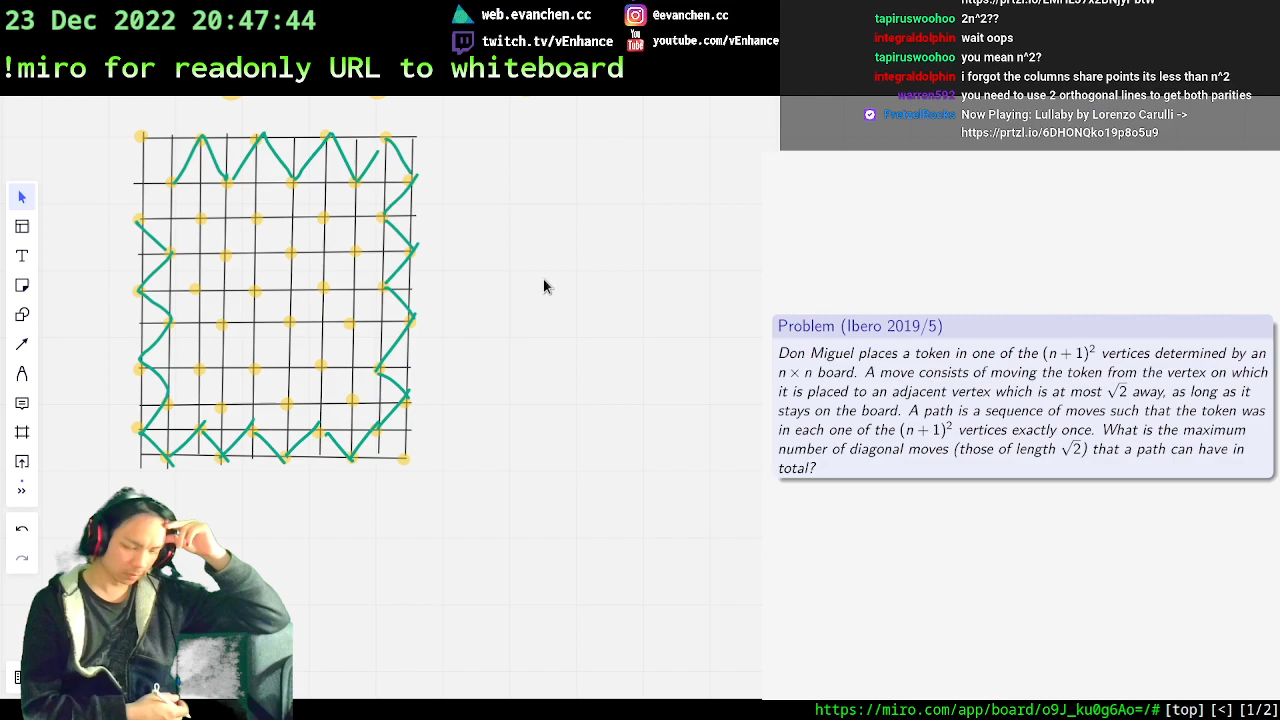 23 Dec 2022 20:47:44
web.evanchen.cc
@evanchen.cc
twitch.tv/vEnhance
youtube.com/vEnhance
!miro for readonly URL to whiteboard
tapiruswoohoo 2n^2??
integraldolphin wait oops
tapiruswoohoo you mean n^2??
integraldolphin i forgot the columns share points its less than n^2
warren592 you need to use 2 orthogonal lines to get both parities
PretzelRocks Now Playing: Lullaby by Lorenzo Carulli ->
https://prtzl.io/6DHONQko19p8o5u9
Problem (Ibero 2019/5)
Don Miguel places a token in one of the (n + 1)² vertices determined by an
n × n board. A move consists of moving the token from the vertex on which
it is placed to an adjacent vertex which is at most √2 away, as long as it
stays on the board. A path is a sequence of moves such that the token was
in each one of the (n + 1)² vertices exactly once. What is the maximum
number of diagonal moves (those of length √2) that a path can have in
total?
https://miro.com/app/board/o9J_ku0g6Ao=/# [top] [<] [1/2]